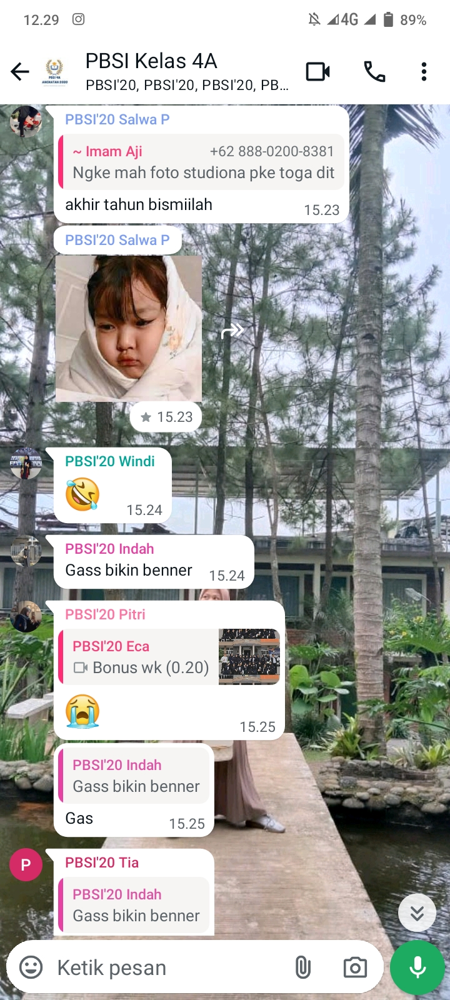 12.29
4G
89%
PBSI Kelas 4A
PBSI'20, PBSI'20, PBSI'20, PB...
PBSI 4A
ANGKATAN 2020
PBSI'20 Salwa P
~ Imam Aji +62 888-0200-8381
Ngke mah foto studiona pke toga dit
akhir tahun bismiilah
15.23
PBSI'20 Salwa P
15.23
PBSI'20 Windi
15.24
PBSI'20 Indah
Gass bikin benner
15.24
PBSI'20 Pitri
PBSI'20 Eca
Bonus wk (0.20)
15.25
PBSI'20 Indah
Gass bikin benner
Gas
15.25
P
PBSI'20 Tia
PBSI'20 Indah
Gass bikin benner
Ketik pesan